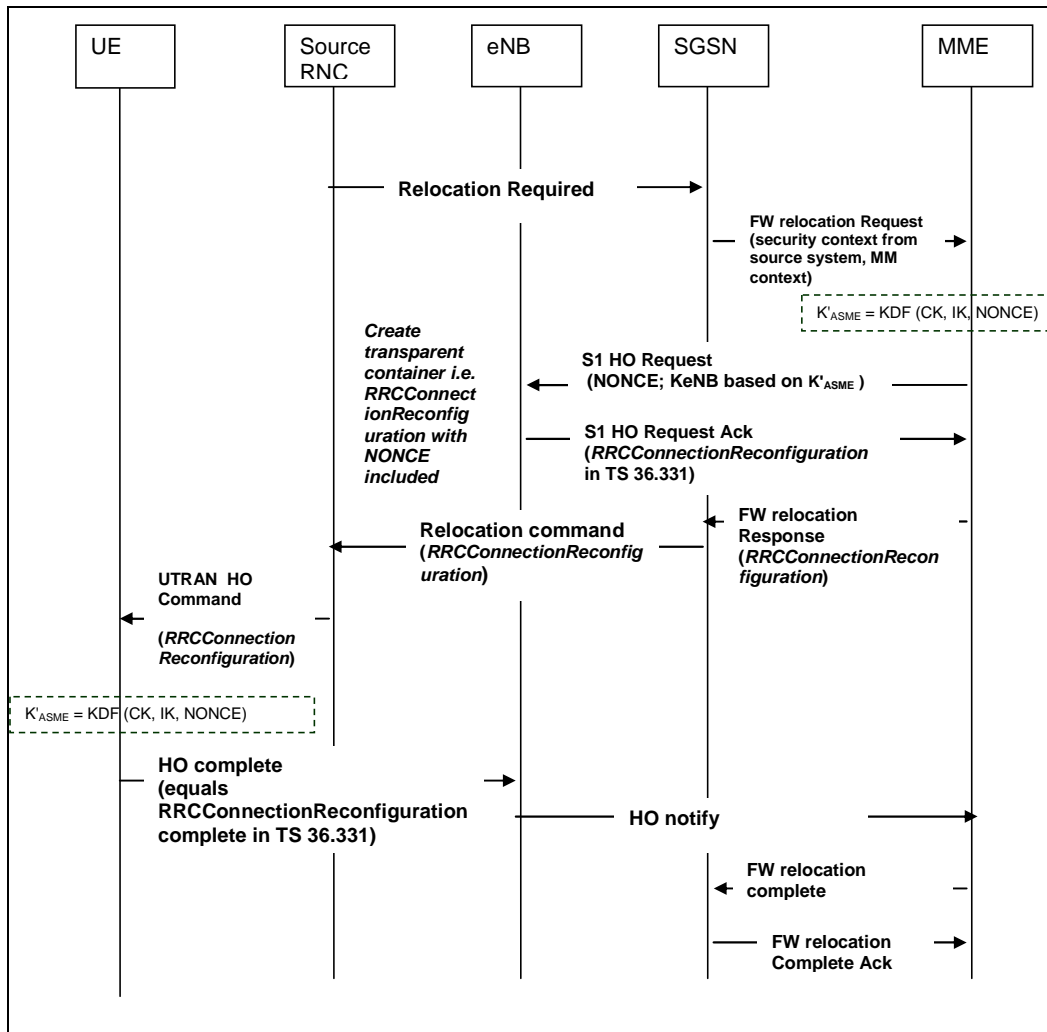 UE
Source
RNC
eNB
SGSN
MME
Relocation Required
FW relocation Request
(security context from
source system, MM
context)
K'ASME = KDF (CK, IK, NONCE)
Create
transparent
container i.e.
RRCConnect
ionReconfig
uration with
NONCE
included
S1 HO Request
(NONCE; KeNB based on K'ASME )
S1 HO Request Ack
(RRCConnectionReconfiguration
in TS 36.331)
FW relocation
Response
(RRCConnectionRecon
figuration)
Relocation command
(RRCConnectionReconfig
uration)
UTRAN HO
Command
(RRCConnection
Reconfiguration)
K'ASME = KDF (CK, IK, NONCE)
HO complete
(equals
RRCConnectionReconfiguration
complete in TS 36.331)
HO notify
FW relocation
complete
FW relocation
Complete Ack